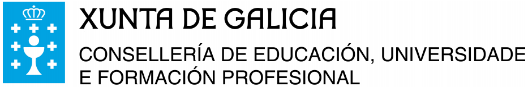 XUNTA DE GALICIA
CONSELLERÍA DE EDUCACIÓN, UNIVERSIDADE
E FORMACIÓN PROFESIONAL